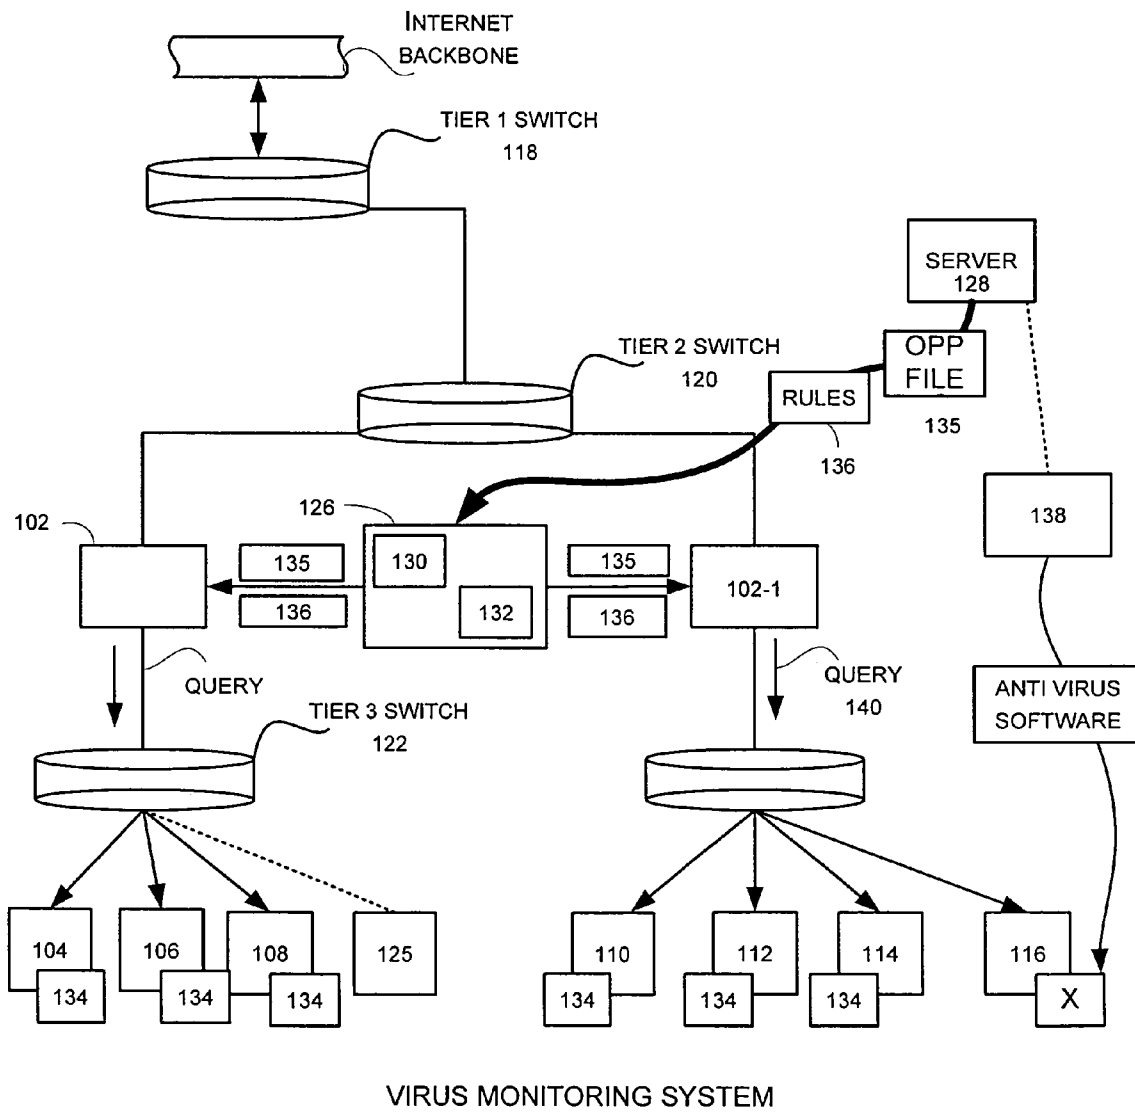 INTERNET
BACKBONE
TIER 1 SWITCH
118
SERVER
128
TIER 2 SWITCH
120
OPP
FILE
135
RULES
136
102
126
130
132
135
136
135
136
102-1
138
QUERY
QUERY
140
TIER 3 SWITCH
122
ANTI VIRUS
SOFTWARE
104
134
106
134
108
134
125
110
134
112
134
114
134
116
X
VIRUS MONITORING SYSTEM